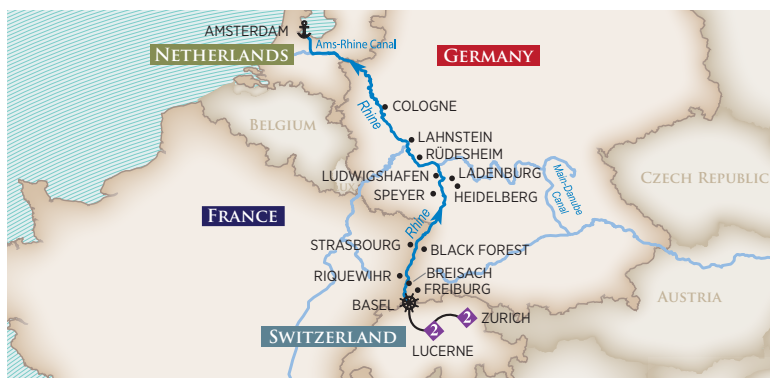 AMSTERDAM
Ams-Rhine Canal
NETHERLANDS
GERMANY
Rhine
COLOGNE
BELGIUM
LAHNSTEIN
RÜDESHEIM
LUDWIGSHAFEN
LADENBURG
Main-Danube
Canal
CZECH REPUBLIC
SPEYER
HEIDELBERG
FRANCE
Rhine
STRASBOURG
BLACK FOREST
RIQUEWIHR
BREISACH
FREIBURG
BASEL
AUSTRIA
2
ZURICH
2
SWITZERLAND
LUCERNE